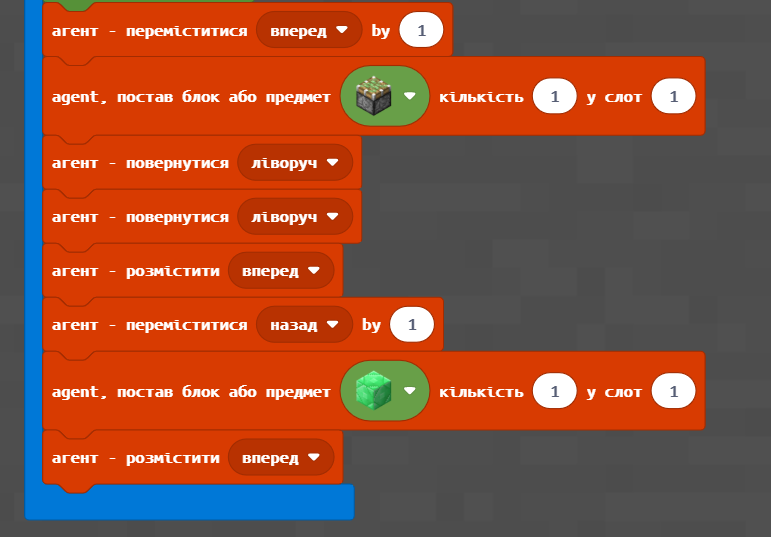 агент - переміститися вперед by 1
agent, постав блок або предмет кількість 1 у слот 1
агент - повернутися ліворуч
агент - повернутися ліворуч
агент - розмістити вперед
агент - переміститися назад by 1
agent, постав блок або предмет кількість 1 у слот 1
агент - розмістити вперед